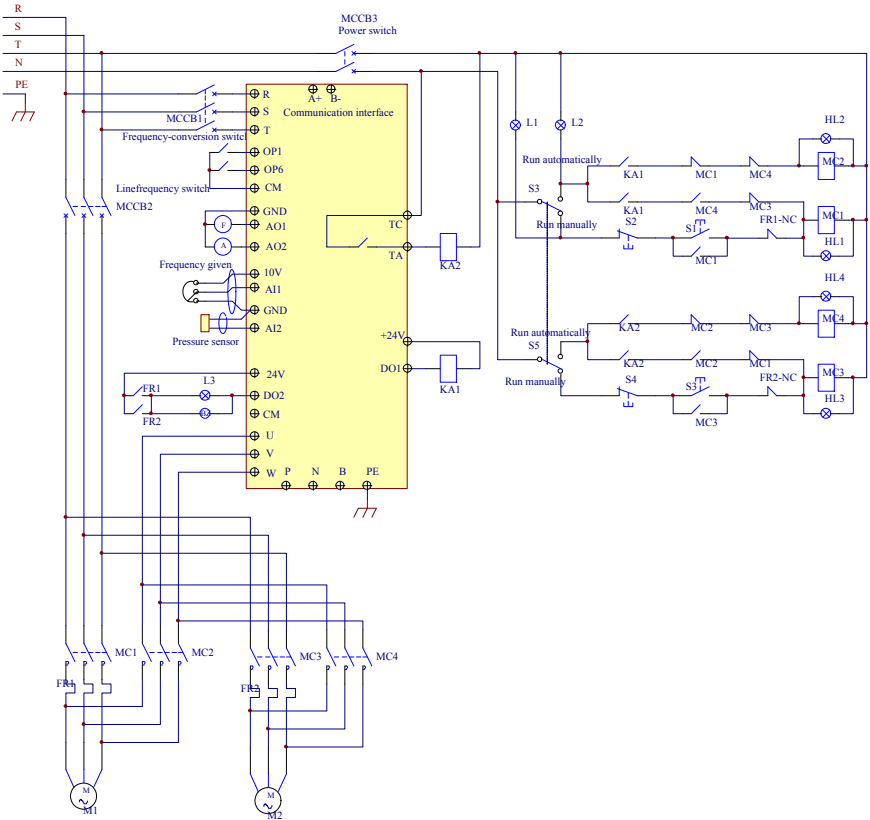 R
S
T
N
PE
MCCB3
Power switch
A+ B-
Communication interface
R
S
T
MCCB1
Frequency-conversion switch
OP1
OP6
CM
Linefrequency switch
MCCB2
GND
F
AO1
A
AO2
Frequency given
10V
AI1
GND
AI2
Pressure sensor
TC
TA
KA2
+24V
DO1
KA1
24V
FR1
L3
DO2
FR2
CM
U
V
W
P N B PE
L1
L2
HL2
Run automatically
KA1 MC1 MC4 MC2
S3
KA1 MC4 MC3
MC1
Run manually
S2 S1 FR1-NC
HL1
MC1
HL4
KA2 MC2 MC3 MC4
Run automatically
S5
KA2 MC2 MC1
MC3
Run manually
S4 S3 FR2-NC
HL3
MC3
MC1 MC2 MC3 MC4
FR1 FR2
M
M1
M
M2